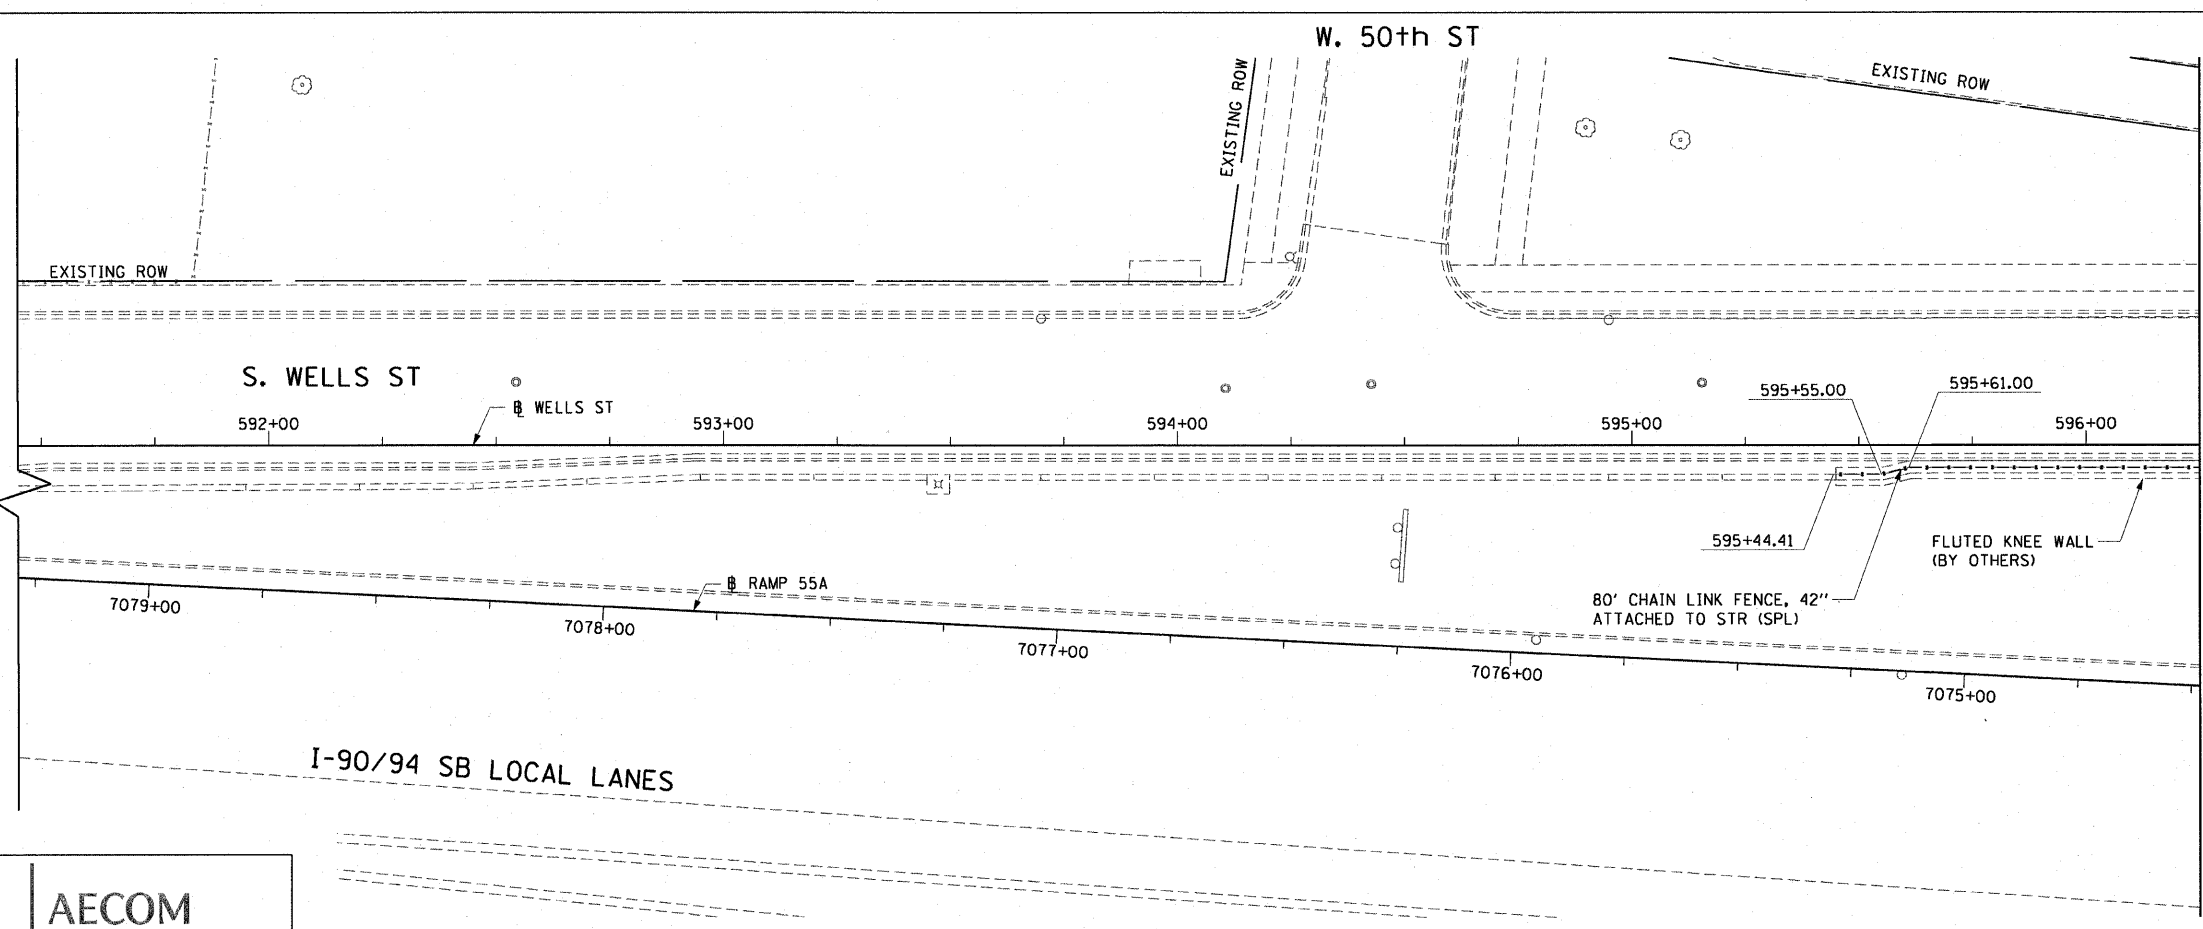 W. 50th ST
EXISTING ROW
EXISTING ROW
EXISTING ROW
S. WELLS ST
℄ WELLS ST
592+00
593+00
594+00
595+00
596+00
595+55.00
595+61.00
595+44.41
FLUTED KNEE WALL
(BY OTHERS)
80' CHAIN LINK FENCE, 42"
ATTACHED TO STR (SPL)
℄ RAMP 55A
7079+00
7078+00
7077+00
7076+00
7075+00
I-90/94 SB LOCAL LANES
AECOM